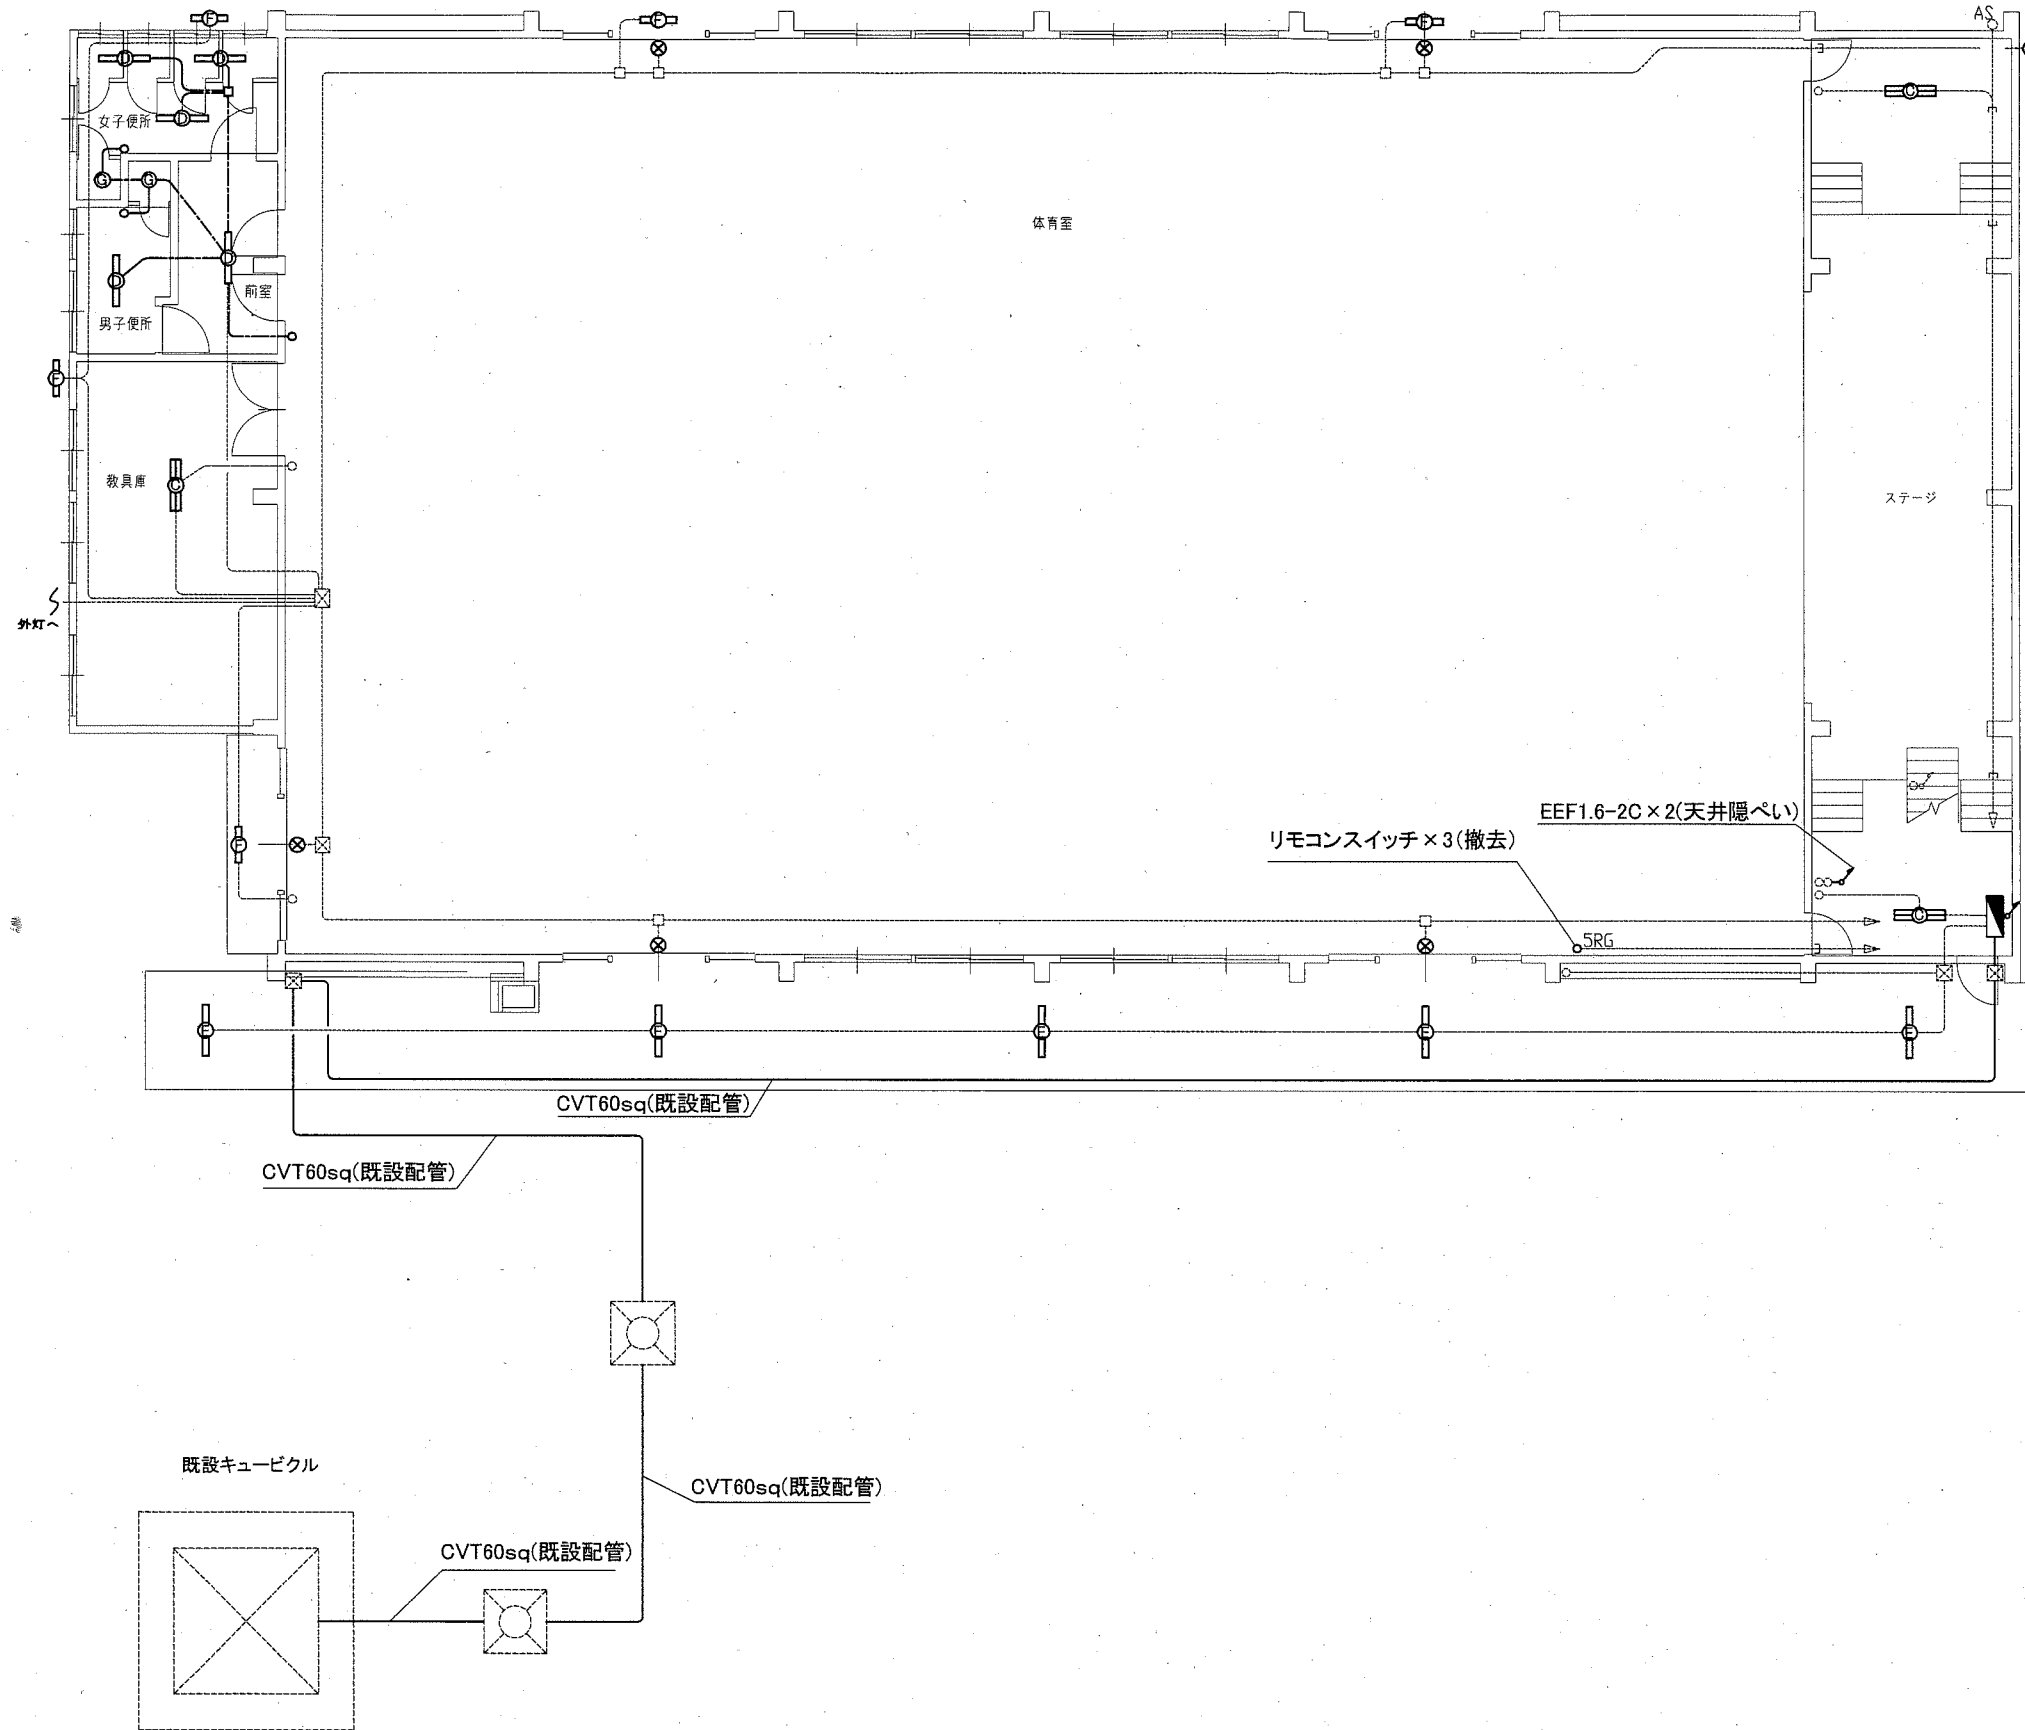 AS
F
F
F
D
D
C
女子便所
D
G
G
体育室
D
D
前室
男子便所
F
教具庫
C
ステージ
外灯へ
EEF1.6-2C×2(天井隠ぺい)
リモコンスイッチ×3(撤去)
F
C
5RG
E
E
E
E
E
CVT60sq(既設配管)
CVT60sq(既設配管)
既設キュービクル
CVT60sq(既設配管)
CVT60sq(既設配管)